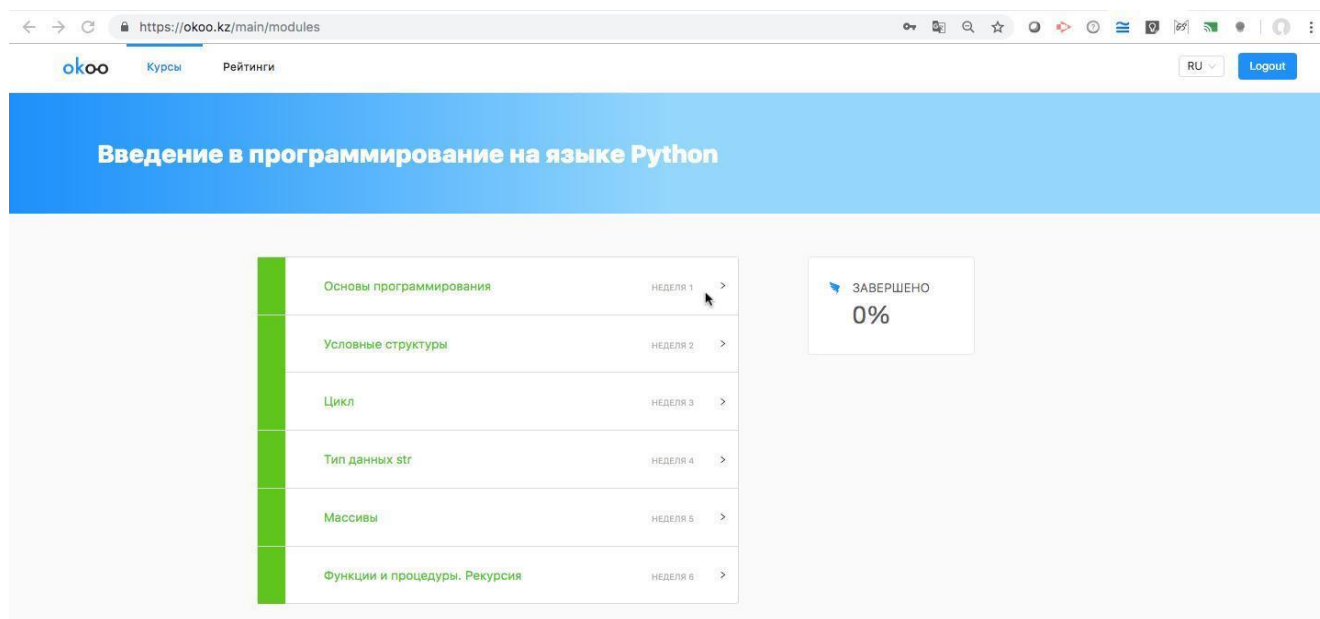 https://okoo.kz/main/modules
okoo Курсы Рейтинги RU Logout
Введение в программирование на языке Python
Основы программирования НЕДЕЛЯ 1
ЗАВЕРШЕНО
0%
Условные структуры НЕДЕЛЯ 2
Цикл НЕДЕЛЯ 3
Тип данных str НЕДЕЛЯ 4
Массивы НЕДЕЛЯ 5
Функции и процедуры. Рекурсия НЕДЕЛЯ 6